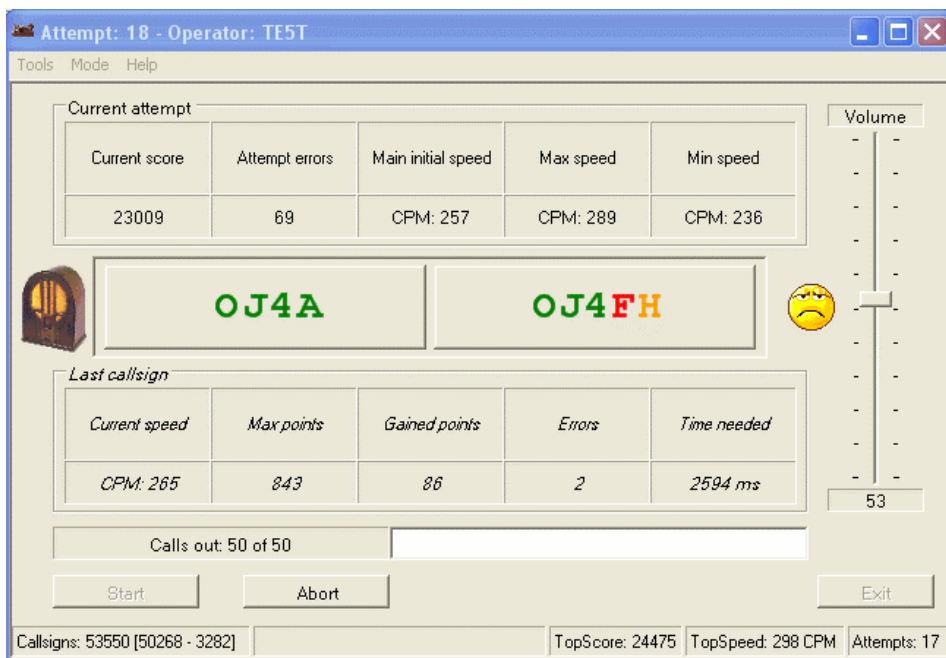 Attempt: 18 - Operator: TE5T
Tools Mode Help
Current attempt
Volume
Current score Attempt errors Main initial speed Max speed Min speed
23009 69 CPM: 257 CPM: 289 CPM: 236
OJ4A OJ4FH
Last callsign
Current speed Max points Gained points Errors Time needed
CPM: 265 843 86 2 2594 ms
53
Calls out: 50 of 50
Start Abort Exit
Callsigns: 53550 [50268 - 3282] TopScore: 24475 TopSpeed: 298 CPM Attempts: 17